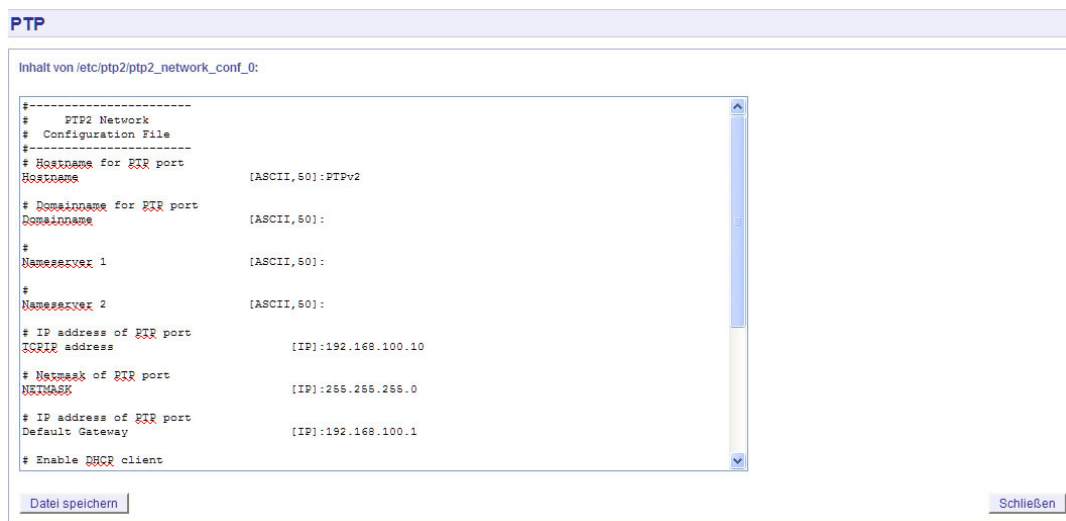 PTP
Inhalt von /etc/ptp2/ptp2_network_conf_0:
#-----------------------
# PTP2 Network
# Configuration File
#-----------------------
# Hostname for PTP port
Hostname [ASCII,50]:PTPv2
# Domainname for PTP port
Domainname [ASCII,50]:
#
Nameserver 1 [ASCII,50]:
#
Nameserver 2 [ASCII,50]:
# IP address of PTP port
TCPIP address [IP]:192.168.100.10
# Netmask of PTP port
NETMASK [IP]:255.255.255.0
# IP address of PTP port
Default Gateway [IP]:192.168.100.1
# Enable DHCP client
Datei speichern
Schließen